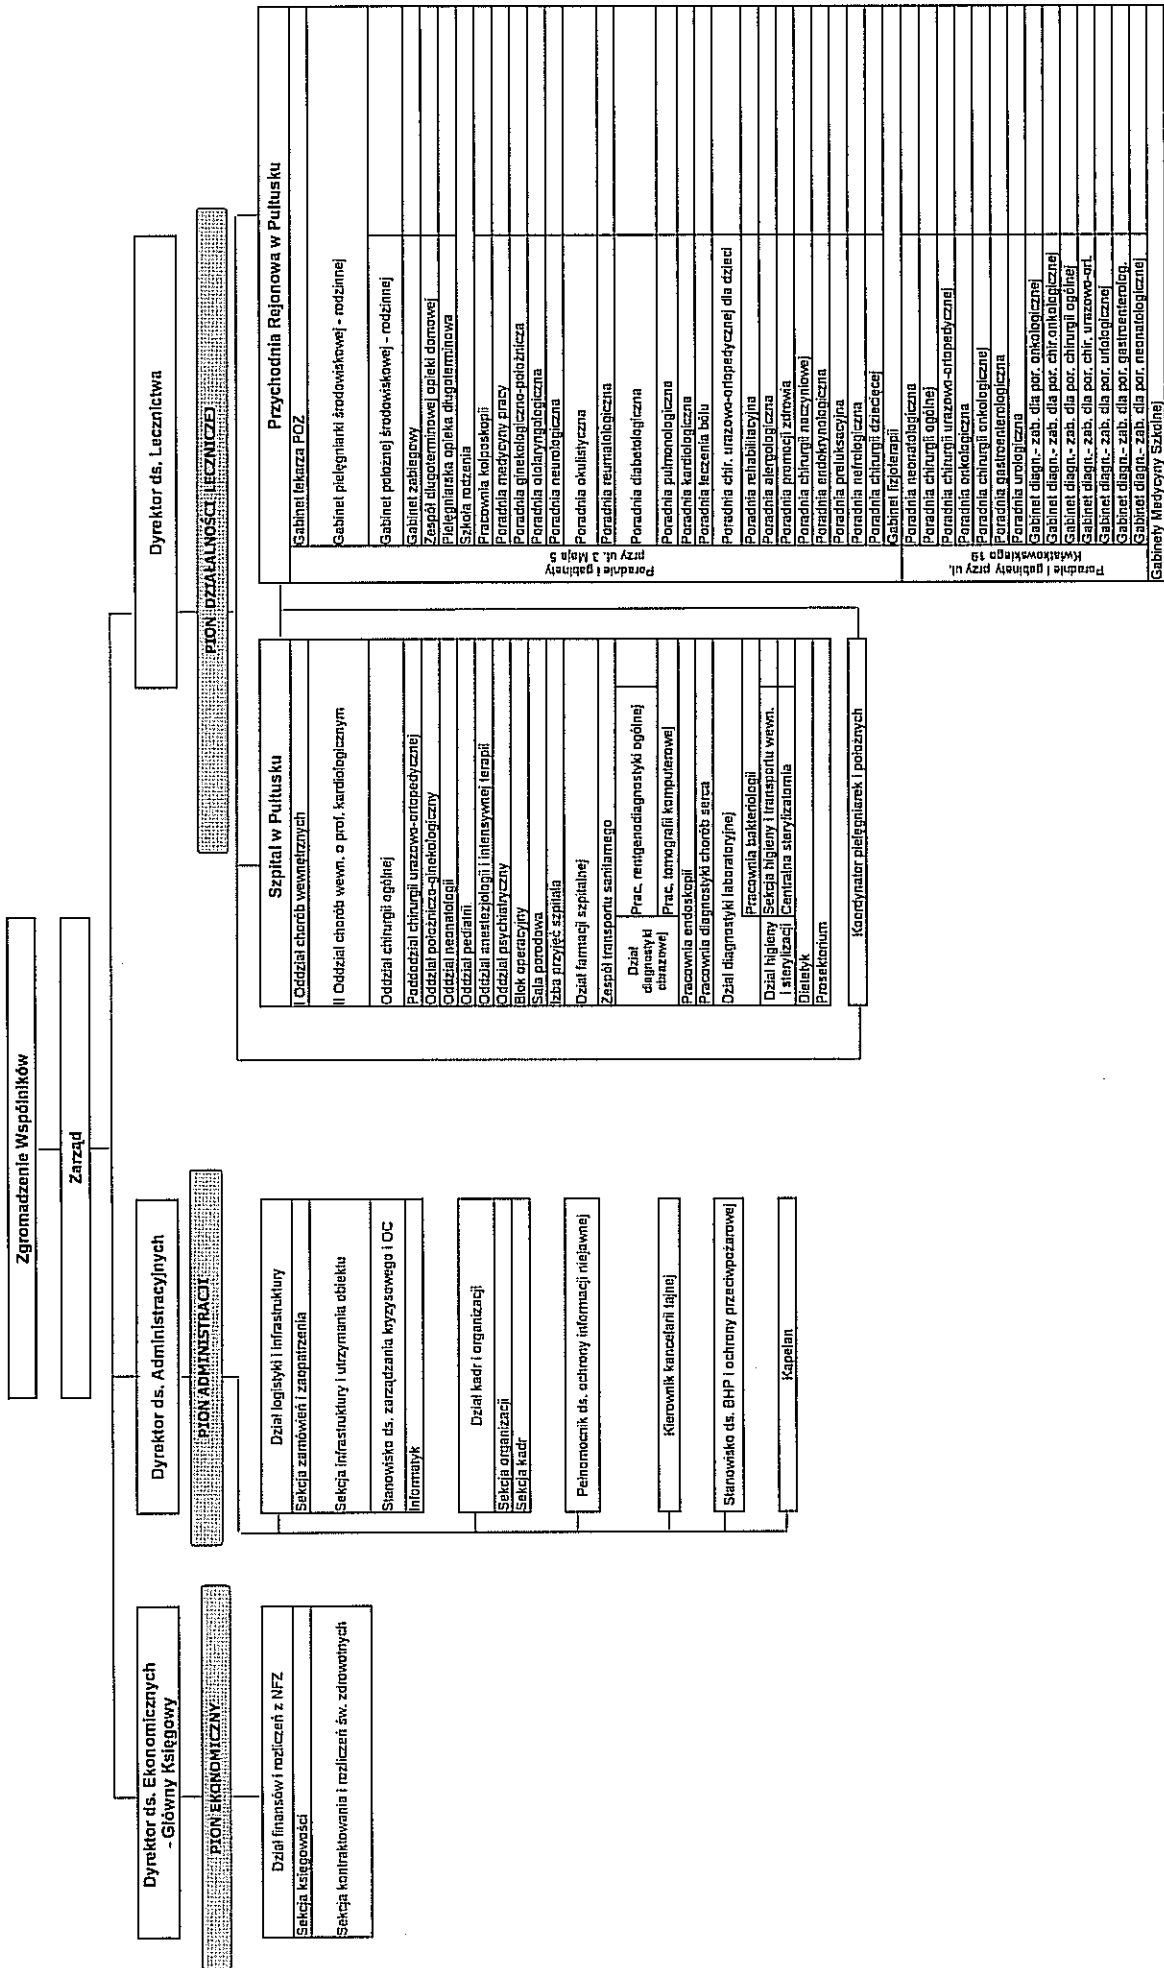 Zgromadzenie Wspólników
Zarząd
Dyrektor ds. Ekonomicznych
- Główny Księgowy
PION EKONOMICZNY
Dział finansów i rozliczeń z NFZ
Sekcja księgowości
Sekcja kontraktowania i rozliczeń św. zdrowotnych
Dyrektor ds. Administracyjnych
PION ADMINISTRACJI
Dział logistyki i infrastruktury
Sekcja zamówień i zaopatrzenia
Sekcja infrastruktury i utrzymania obiektu
Stanowisko ds. zarządzania kryzysowego i OC
Informatyk
Dział kadr i organizacji
Sekcja organizacji
Sekcja kadr
Pełnomocnik ds. ochrony informacji niejawnej
Kierownik kancelarii tajnej
Stanowisko ds. BHP i ochrony przeciwpożarowej
Kapelan
Dyrektor ds. Lecznictwa
PION DZIAŁALNOŚCI LECZNICZEJ
Szpital w Pułtusku
I Oddział chorób wewnętrznych
II Oddział chorób wewn. o prof. kardiologicznym
Oddział chirurgii ogólnej
Pododdział chirurgii urazowo-ortopedycznej
Oddział położniczo-ginekologiczny
Oddział neonatologii
Oddział pediatrii
Oddział anestezjologii i intensywnej terapii
Oddział psychiatryczny
Blok operacyjny
Sala porodowa
Izba przyjęć szpitala
Dział farmacji szpitalnej
Zespół transportu sanitarnego
Dział
diagnostyki
obrazowej
Prac. rentgenodiagnostyki ogólnej
Prac. tomografii komputerowej
Pracownia endoskopii
Pracownia diagnostyki chorób serca
Dział diagnostyki laboratoryjnej
Pracownia bakteriologii
Dział higieny
i sterylizacji
Sekcja higieny i transportu wewn.
Centralna sterylizatornia
Dietetyk
Prosektorium
Koordynator pielęgniarek i położnych
Przychodnia Rejonowa w Pułtusku
Poradnie i gabinety
przy ul. 3 Maja 5
Gabinet lekarza POZ
Gabinet pielęgniarki środowiskowej - rodzinnej
Gabinet położnej środowiskowej - rodzinnej
Gabinet zabiegowy
Zespół długoterminowej opieki domowej
Pielęgniarska opieka długoterminowa
Szkoła rodzenia
Pracownia kolposkopii
Poradnia medycyny pracy
Poradnia ginekologiczno-położnicza
Poradnia otolaryngologiczna
Poradnia neurologiczna
Poradnia okulistyczna
Poradnia reumatologiczna
Poradnia diabetologiczna
Poradnia pulmonologiczna
Poradnia kardiologiczna
Poradnia leczenia bólu
Poradnia chir. urazowo-ortopedycznej dla dzieci
Poradnia rehabilitacyjna
Poradnia alergologiczna
Poradnia promocji zdrowia
Poradnia chirurgii naczyniowej
Poradnia endokrynologiczna
Poradnia preluksacyjna
Poradnia nefrologiczna
Poradnia chirurgii dziecięcej
Gabinet fizjoterapii
Poradnie i gabinety przy ul.
Kwiatkowskiego 19
Poradnia neonatologiczna
Poradnia chirurgii ogólnej
Poradnia chirurgii urazowo-ortopedycznej
Poradnia onkologiczna
Poradnia chirurgii onkologicznej
Poradnia gastroenterologiczna
Poradnia urologiczna
Gabinet diagn.- zab. dla por. onkologicznej
Gabinet diagn.- zab. dla por. chir.onkologicznej
Gabinet diagn.- zab. dla por. chirurgii ogólnej
Gabinet diagn.- zab. dla por. chir. urazowo-ort.
Gabinet diagn.- zab. dla por. urologicznej
Gabinet diagn.- zab. dla por. gastroenterolog.
Gabinet diagn.- zab. dla por. neonatologicznej
Gabinety Medycyny Szkolnej